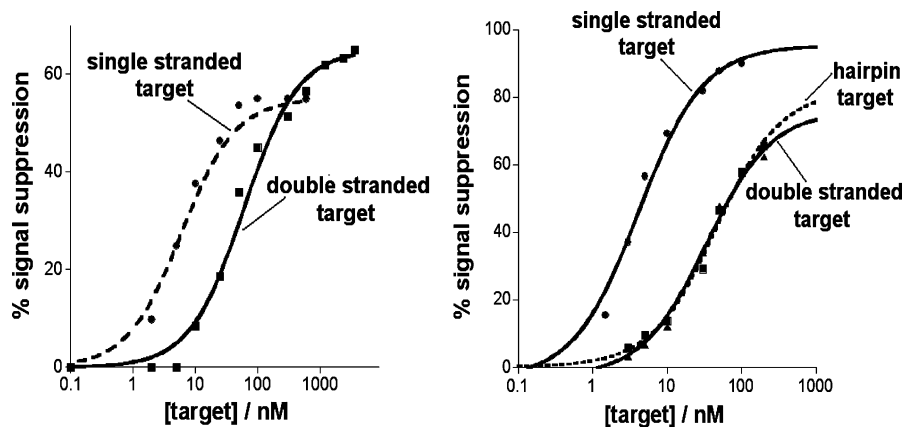 % signal suppression
60
40
20
0
single stranded
target
double stranded
target
0.1
1
10
100
1000
[target] / nM
% signal suppression
100
80
60
40
20
0
single stranded
target
hairpin
target
double stranded
target
0.1
1
10
100
1000
[target] / nM